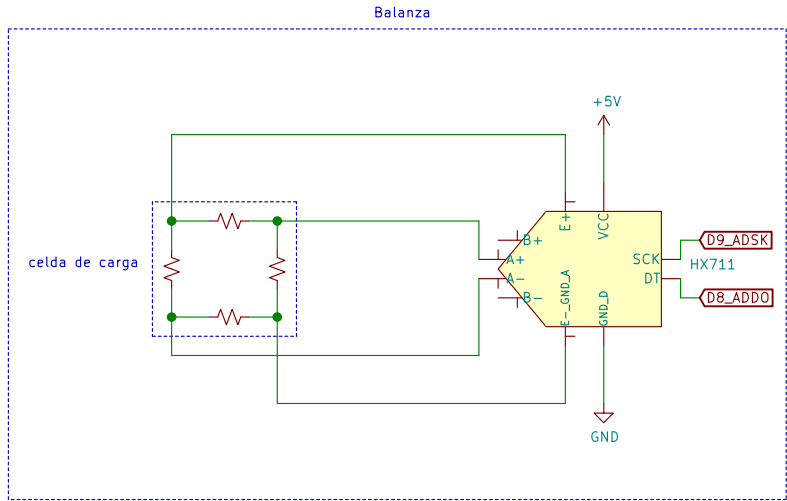 Balanza
+5V
E+
VCC
B+
D9_ADSK
A+
SCK
HX711
celda de carga
A-
DT
B-
D8_ADDO
E-_GND_A
GND_D
GND